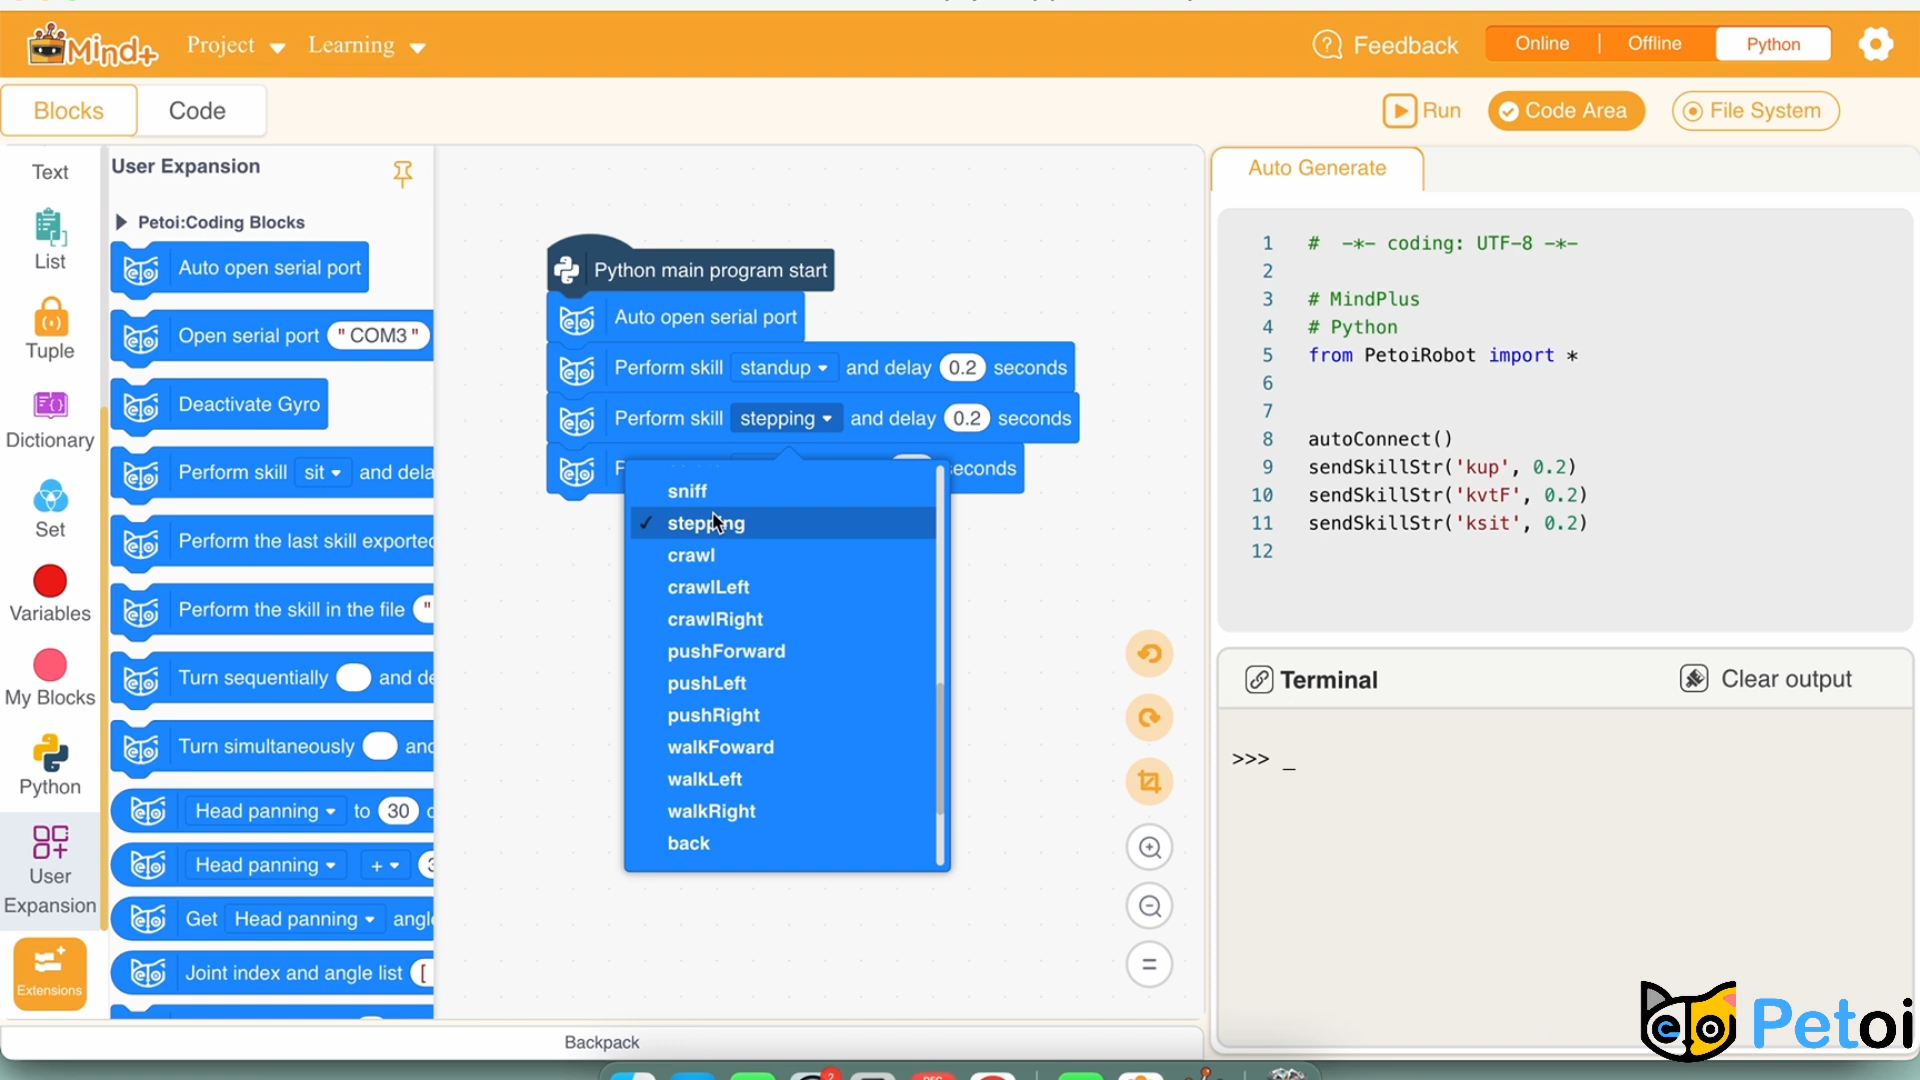 Mind+
Project
Learning
Feedback
Online
Offline
Python
Blocks
Code
Run
Code Area
File System
Text
List
Tuple
Dictionary
Set
Variables
My Blocks
Python
User
Expansion
Extensions
User Expansion
Petoi:Coding Blocks
Auto open serial port
Open serial port " COM3 "
Deactivate Gyro
Perform skill sit and dela
Perform the last skill exported
Perform the skill in the file "
Turn sequentially and de
Turn simultaneously and
Head panning to 30
Head panning +
Get Head panning angle
Joint index and angle list [
Python main program start
Auto open serial port
Perform skill standup and delay 0.2 seconds
Perform skill stepping and delay 0.2 seconds
seconds
sniff
✓ stepping
crawl
crawlLeft
crawlRight
pushForward
pushLeft
pushRight
walkFoward
walkLeft
walkRight
back
Backpack
Auto Generate
1 # -*- coding: UTF-8 -*-
2
3 # MindPlus
4 # Python
5 from PetoiRobot import *
6
7
8 autoConnect()
9 sendSkillStr('kup', 0.2)
10 sendSkillStr('kvtF', 0.2)
11 sendSkillStr('ksit', 0.2)
12
Terminal
Clear output
>>> _
Petoi
2